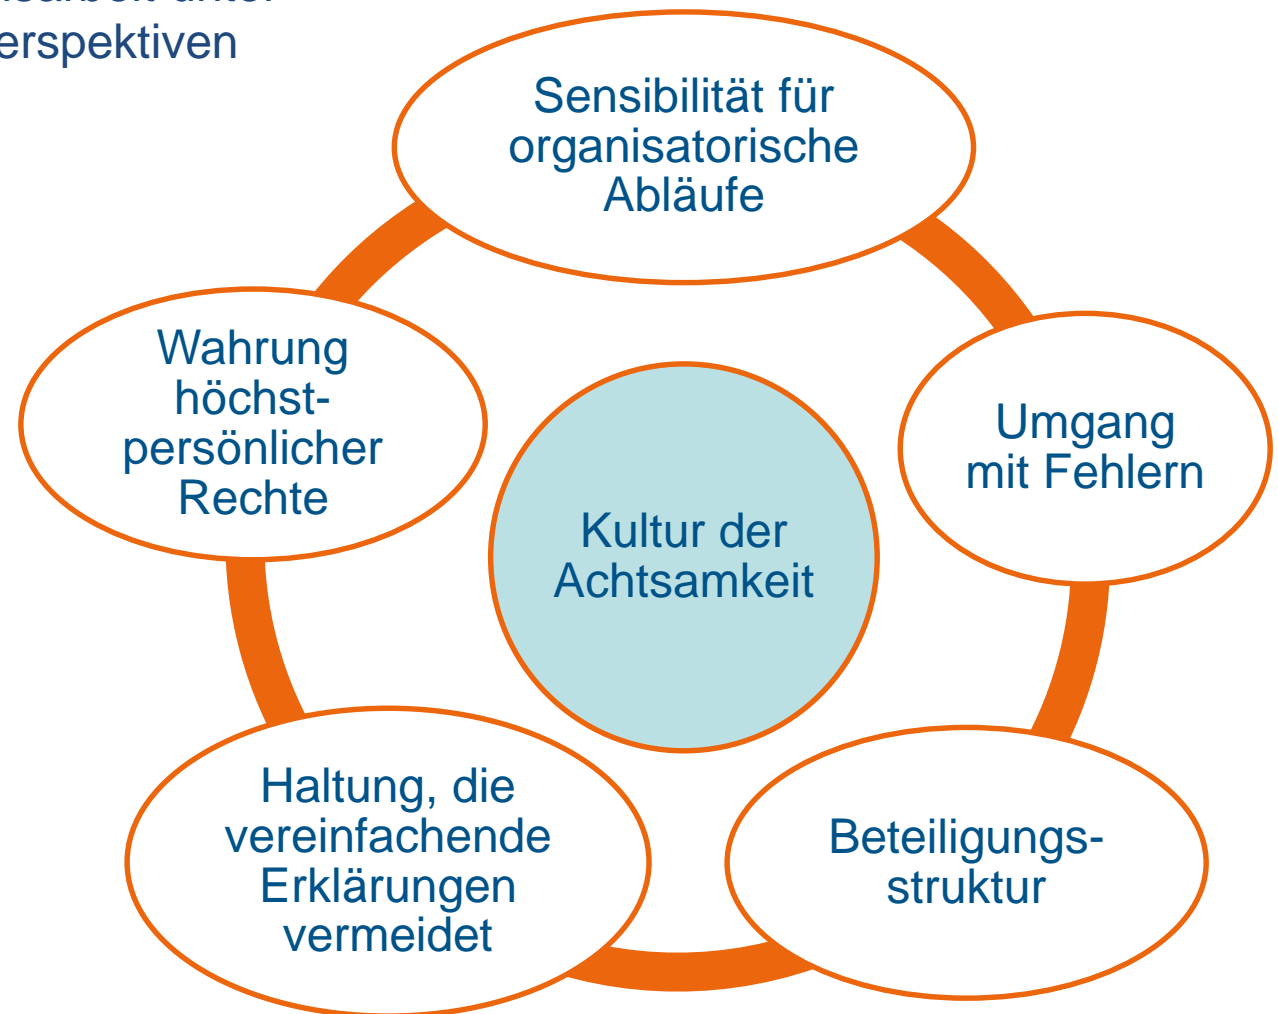 perspektiven
Sensibilität für
organisatorische
Abläufe
Wahrung
höchst-
persönlicher
Rechte
Umgang
mit Fehlern
Kultur der
Achtsamkeit
Haltung, die
vereinfachende
Erklärungen
vermeidet
Beteiligungs-
struktur